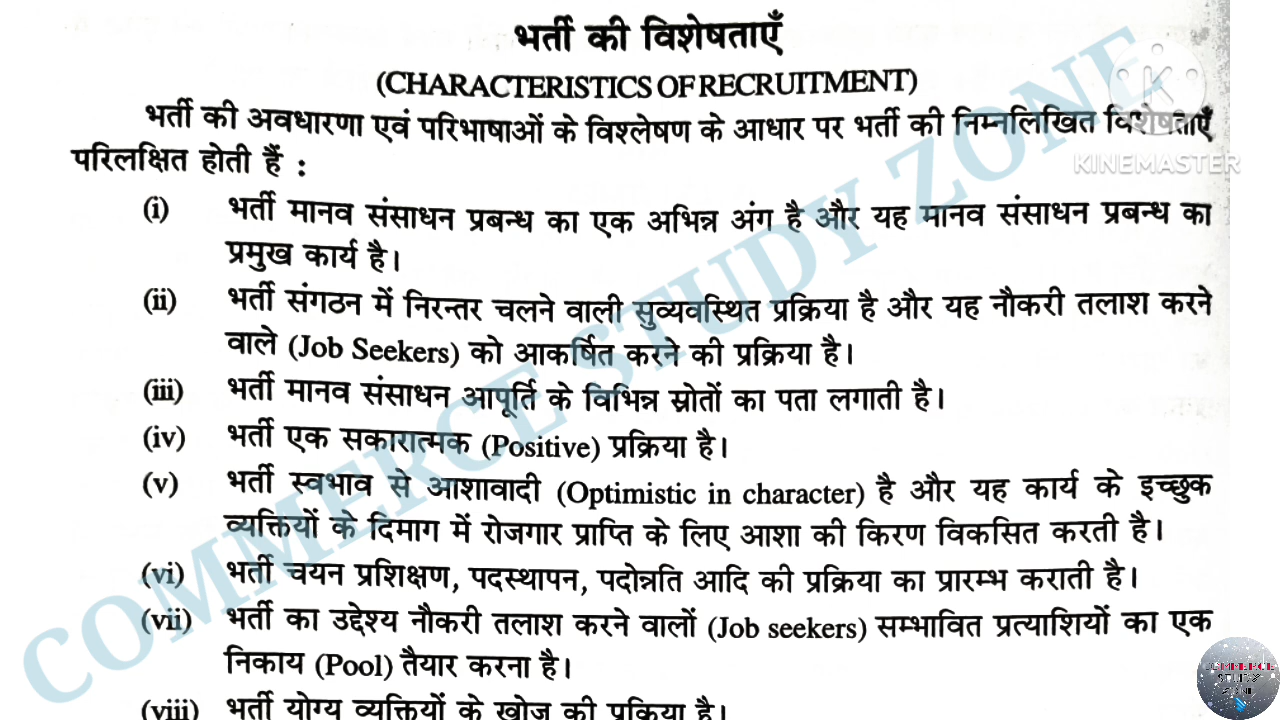 भर्ती की विशेषताएँ
(CHARACTERISTICS OF RECRUITMENT)
भर्ती की अवधारणा एवं परिभाषाओं के विश्लेषण के आधार पर भर्ती की निम्नलिखित विशेषताएँ
परिलक्षित होती हैं :
(i) भर्ती मानव संसाधन प्रबन्ध का एक अभिन्न अंग है और यह मानव संसाधन प्रबन्ध का
प्रमुख कार्य है।
(ii) भर्ती संगठन में निरन्तर चलने वाली सुव्यवस्थित प्रक्रिया है और यह नौकरी तलाश करने
वाले (Job Seekers) को आकर्षित करने की प्रक्रिया है।
(iii) भर्ती मानव संसाधन आपूर्ति के विभिन्न स्रोतों का पता लगाती है।
(iv) भर्ती एक सकारात्मक (Positive) प्रक्रिया है।
(v) भर्ती स्वभाव से आशावादी (Optimistic in character) है और यह कार्य के इच्छुक
व्यक्तियों के दिमाग में रोजगार प्राप्ति के लिए आशा की किरण विकसित करती है।
(vi) भर्ती चयन प्रशिक्षण, पदस्थापन, पदोन्नति आदि की प्रक्रिया का प्रारम्भ कराती है।
(vii) भर्ती का उद्देश्य नौकरी तलाश करने वालों (Job seekers) सम्भावित प्रत्याशियों का एक
निकाय (Pool) तैयार करना है।
(viii) भर्ती योग्य व्यक्तियों के खोज की प्रक्रिया है।
COMMERCE STUDY ZONE
KINEMASTER
COMMERCE
STUDY
ZONE